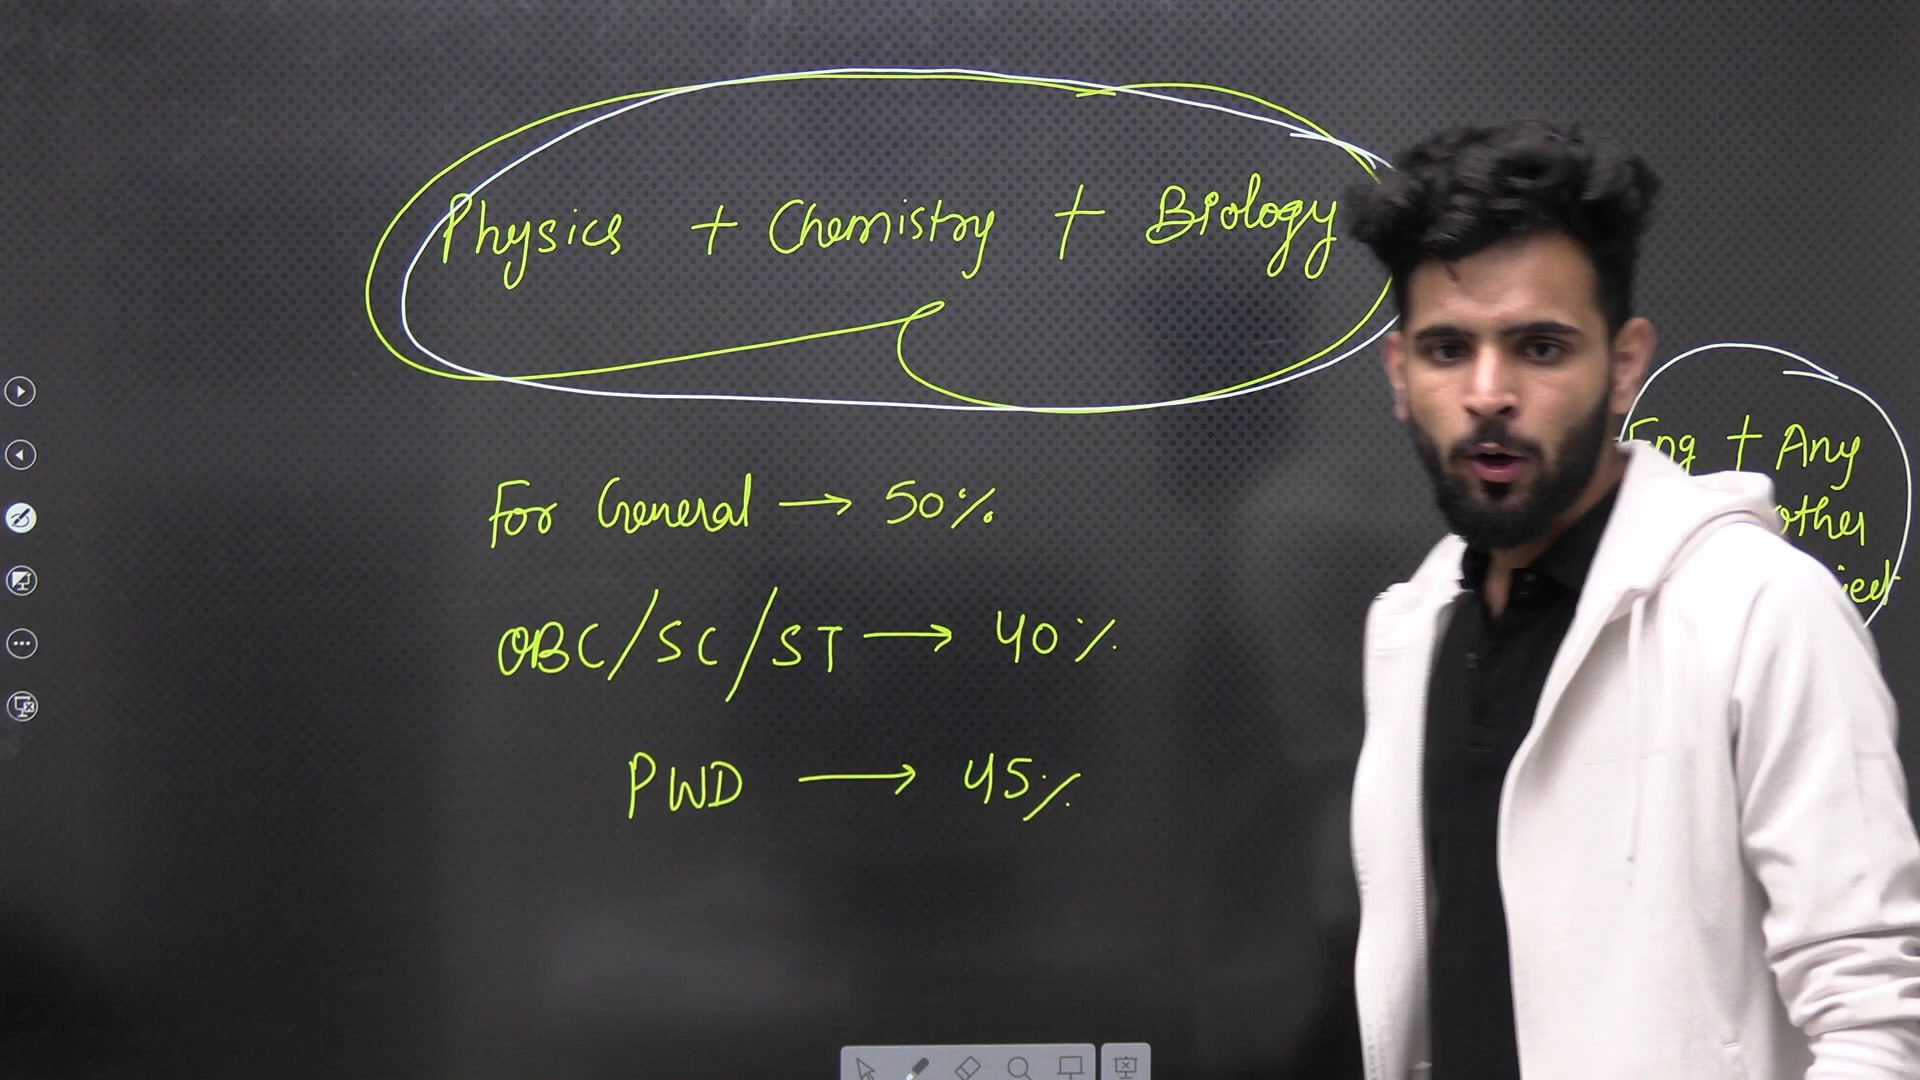 Physics + Chemistry + Biology
For General → 50%
OBC/SC/ST → 40%
PWD → 45%
Eng + Any
other